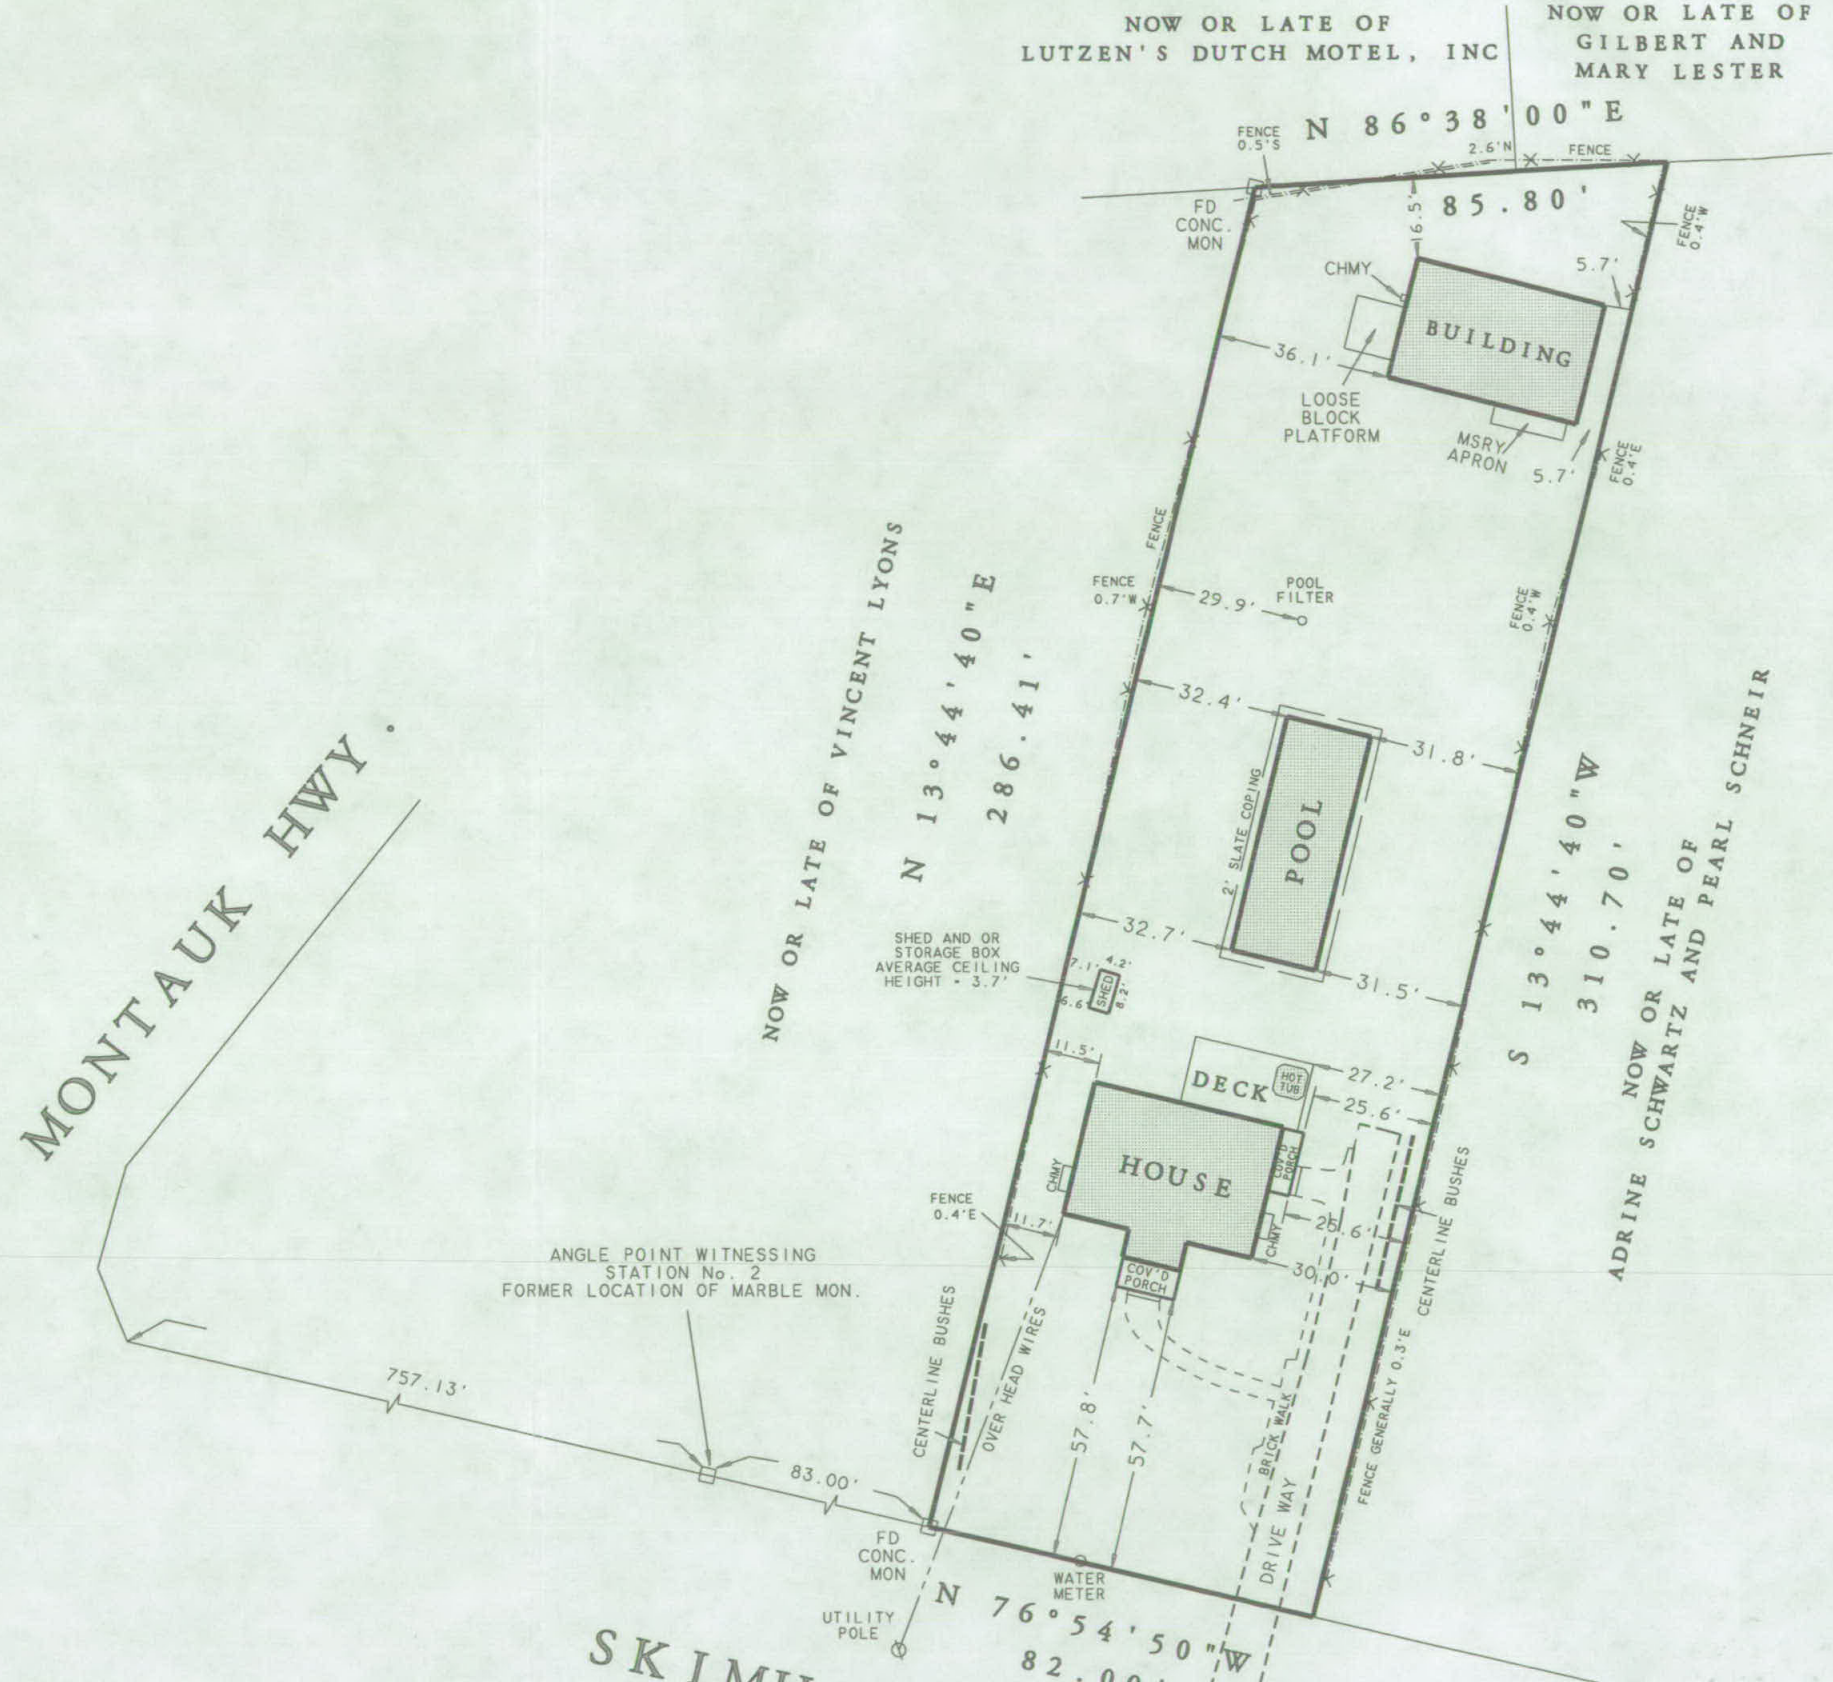 NOW OR LATE OF
LUTZEN'S DUTCH MOTEL, INC
NOW OR LATE OF
GILBERT AND
MARY LESTER
N 86°38'00"E
FENCE
0.5'S
2.6'N
FENCE
85.80'
FD
CONC.
MON
16.5'
FENCE
0.4'W
CHMY
5.7'
BUILDING
36.1'
LOOSE
BLOCK
PLATFORM
MSRY
APRON
5.7'
FENCE
0.4'E
FENCE
FENCE
0.7'W
29.9'
POOL
FILTER
FENCE
0.4'W
NOW OR LATE OF VINCENT LYONS
N 13°44'40"E
286.41'
32.4'
31.8'
2' SLATE COPING
POOL
S 13°44'40"W
310.70'
NOW OR LATE OF
ADRINE SCHWARTZ AND PEARL SCHNEIR
MONTAUK HWY.
32.7'
31.5'
SHED AND OR
STORAGE BOX
AVERAGE CEILING
HEIGHT - 3.7'
7.1'
4.2'
SHED
8.2'
6.6'
11.5'
DECK
HOT
TUB
27.2'
25.6'
HOUSE
COV'D
PORCH
CHMY
CENTERLINE BUSHES
FENCE
0.4'E
11.7'
CHMY
25.6'
30.0'
COV'D
PORCH
ANGLE POINT WITNESSING
STATION No. 2
FORMER LOCATION OF MARBLE MON.
CENTERLINE BUSHES
OVER HEAD WIRES
57.8'
57.7'
BRICK WALK
DRIVE WAY
FENCE GENERALLY 0.3'E
757.13'
83.00'
FD
CONC.
MON
WATER
METER
UTILITY
POLE
N 76°54'50"W
82.00'